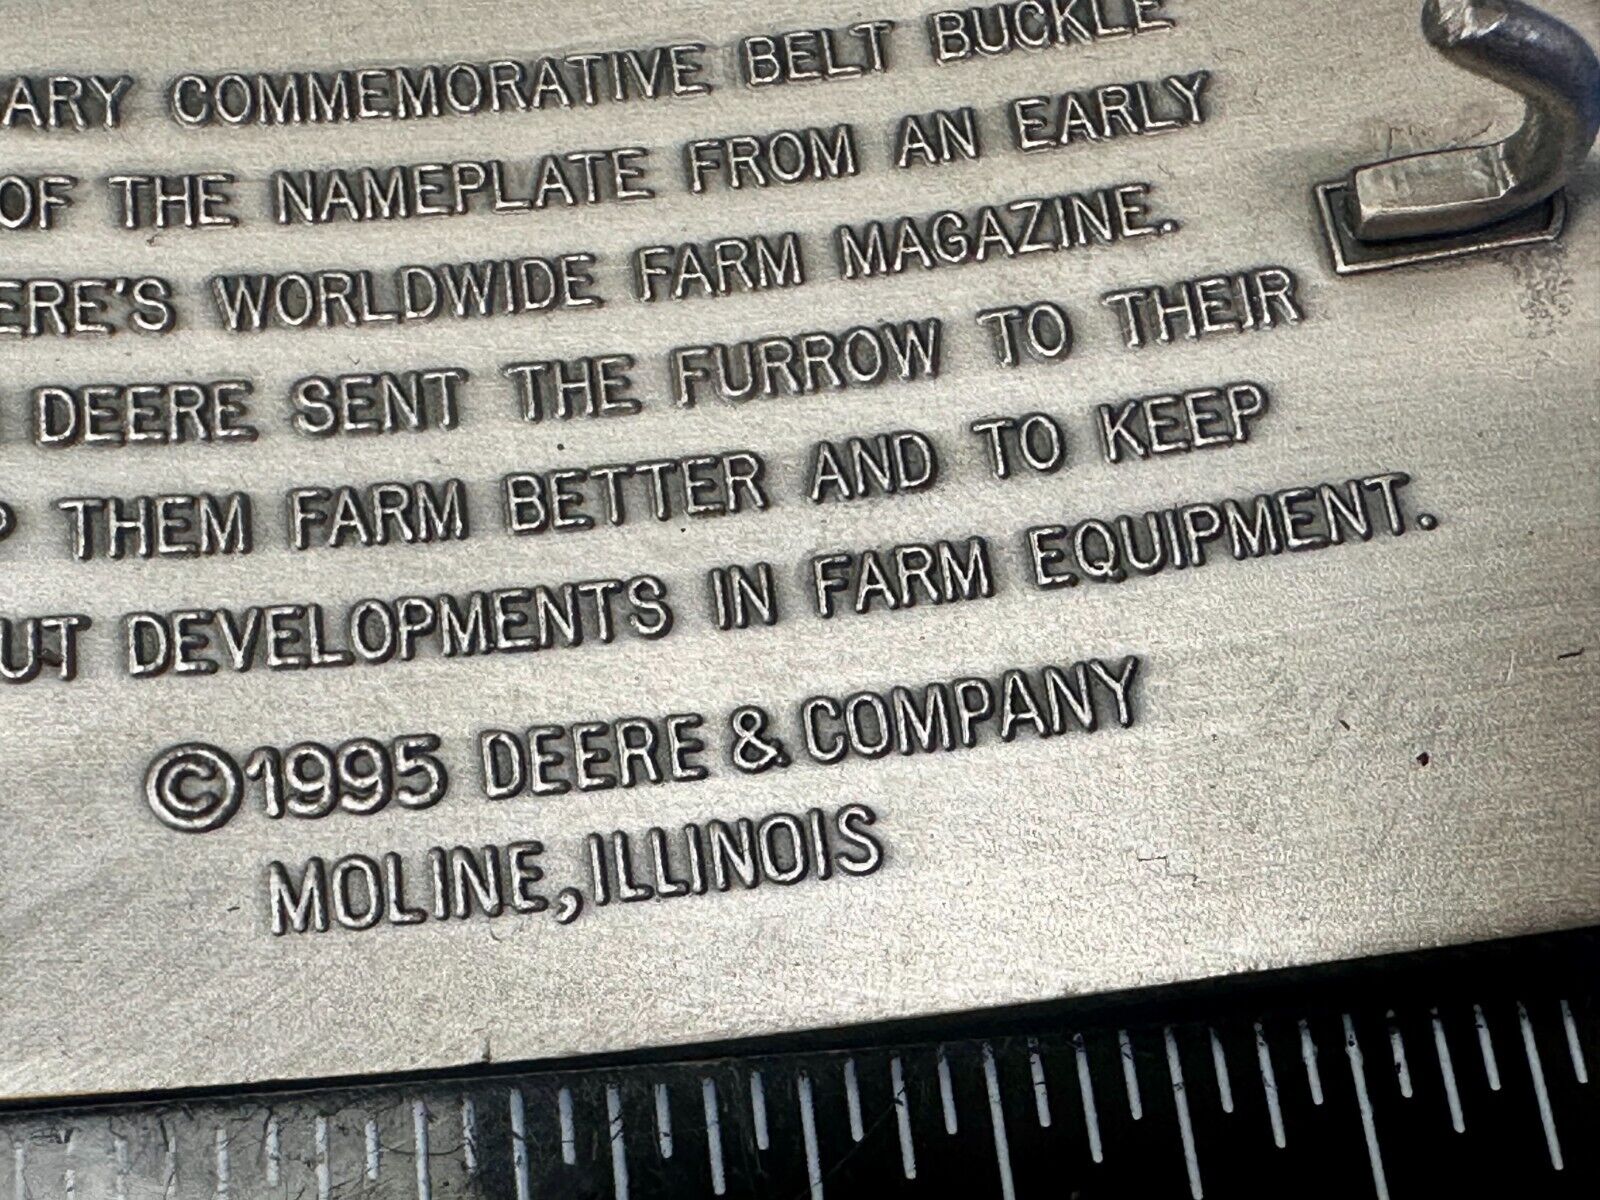 ARY COMMEMORATIVE BELT BUCKLE
OF THE NAMEPLATE FROM AN EARLY
ERE'S WORLDWIDE FARM MAGAZINE.
DEERE SENT THE FURROW TO THEIR
P THEM FARM BETTER AND TO KEEP
UT DEVELOPMENTS IN FARM EQUIPMENT.
©1995 DEERE & COMPANY
MOLINE, ILLINOIS